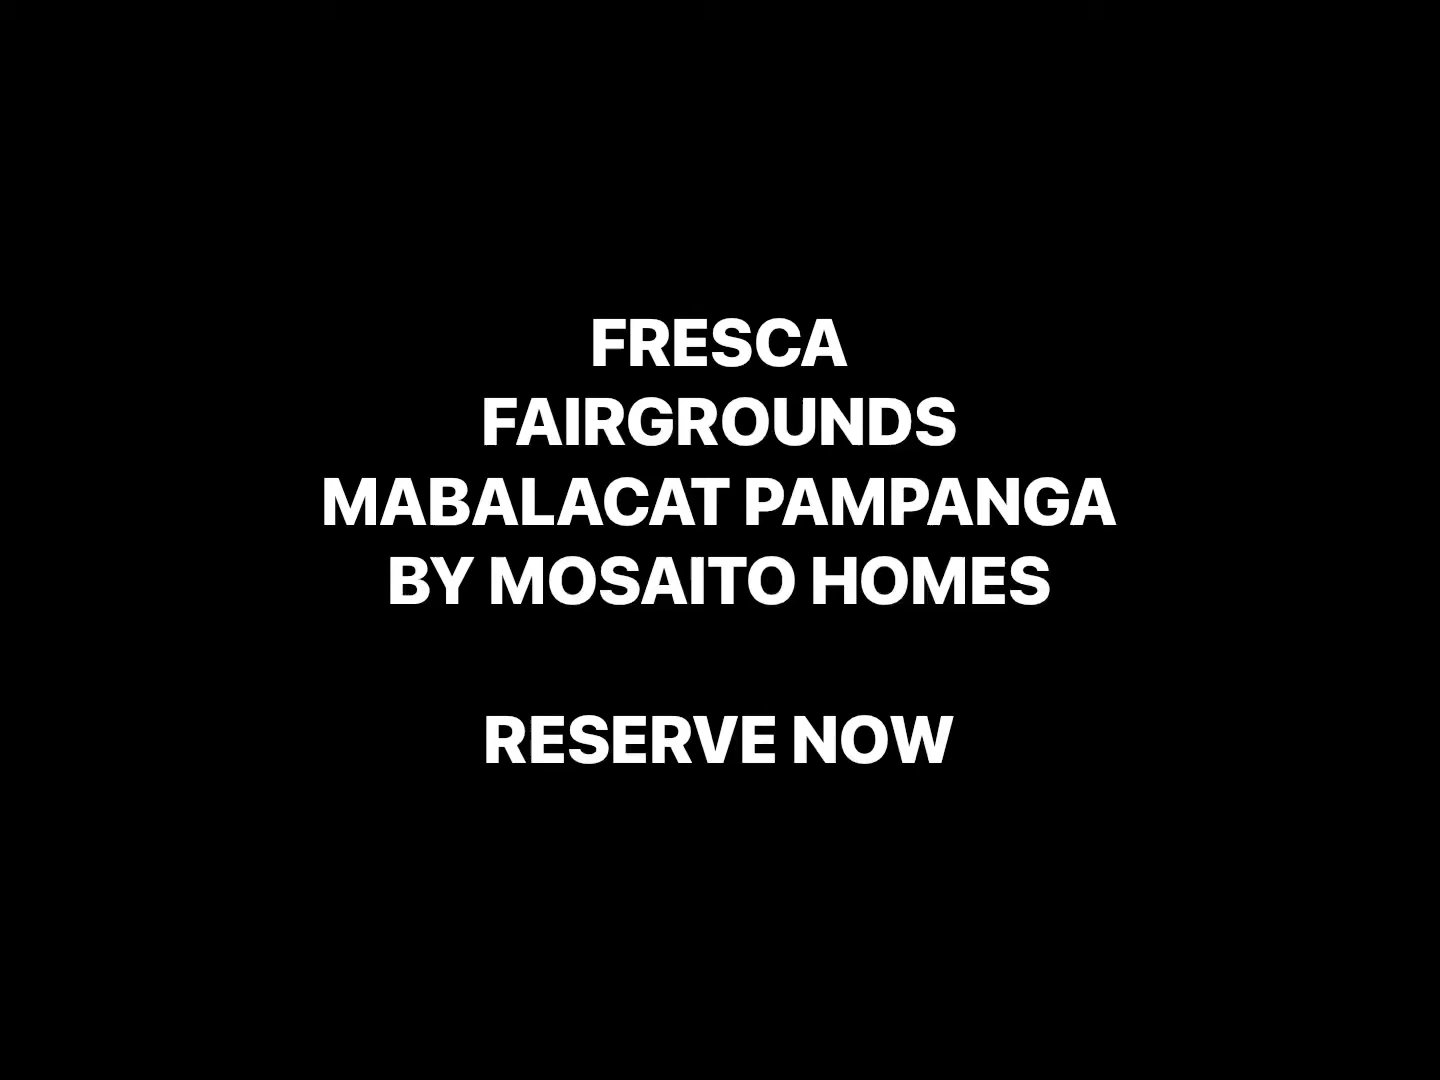 FRESCA
FAIRGROUNDS
MABALACAT PAMPANGA
BY MOSAITO HOMES
RESERVE NOW